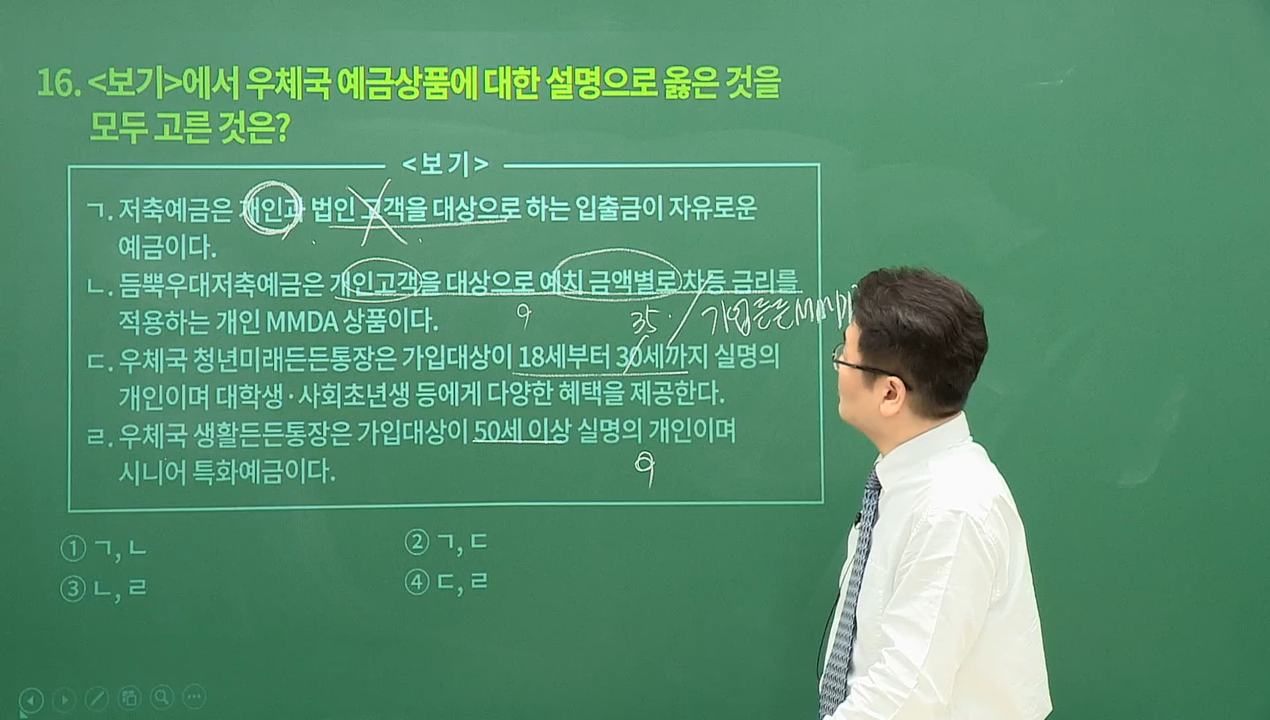 16. <보기>에서 우체국 예금상품에 대한 설명으로 옳은 것을
모두 고른 것은?
<보기>
ㄱ. 저축예금은 개인과 법인 고객을 대상으로 하는 입출금이 자유로운
예금이다.
ㄴ. 듬뿍우대저축예금은 개인고객을 대상으로 예치 금액별로 차등 금리를
적용하는 개인 MMDA 상품이다.
9 35
ㄷ. 우체국 청년미래든든통장은 가입대상이 18세부터 30세까지 실명의
개인이며 대학생·사회초년생 등에게 다양한 혜택을 제공한다.
ㄹ. 우체국 생활든든통장은 가입대상이 50세 이상 실명의 개인이며
시니어 특화예금이다.
① ㄱ, ㄴ
② ㄱ, ㄷ
③ ㄴ, ㄹ
④ ㄷ, ㄹ